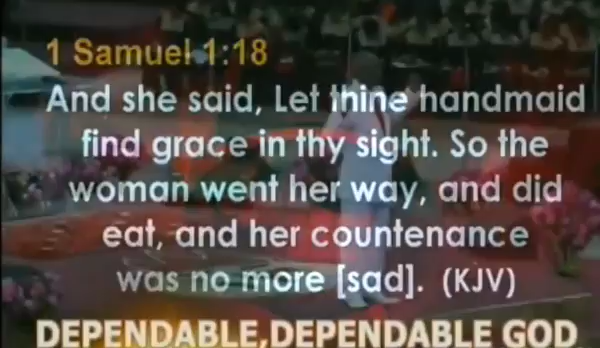 1 Samuel 1:18
And she said, Let thine handmaid
find grace in thy sight. So the
woman went her way, and did
eat, and her countenance
was no more [sad]. (KJV)
DEPENDABLE,DEPENDABLE GOD